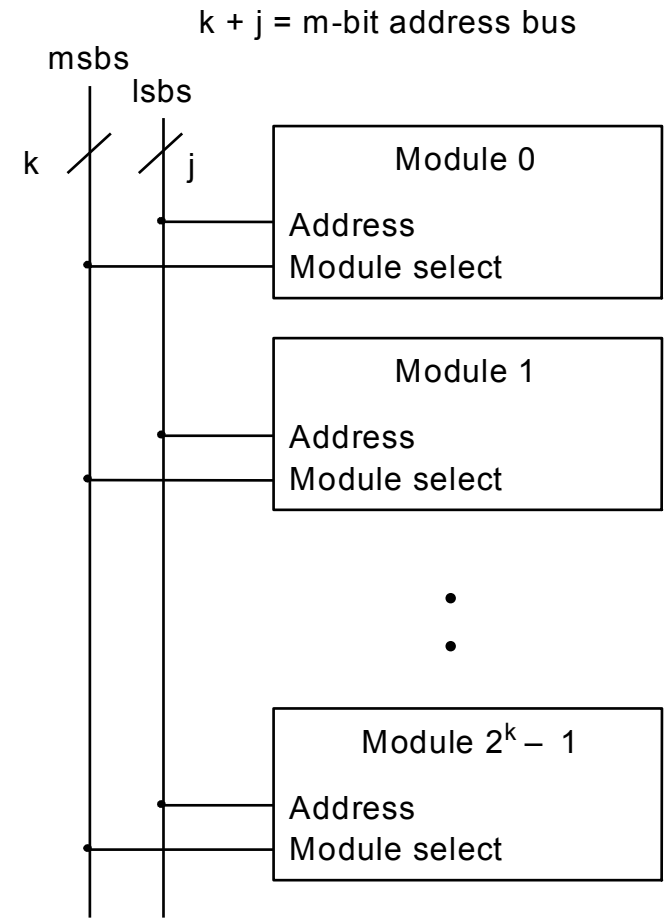 k + j = m-bit address bus
msbs
lsbs
k
j
Module 0
Address
Module select
Module 1
Address
Module select
Module 2ᵏ – 1
Address
Module select